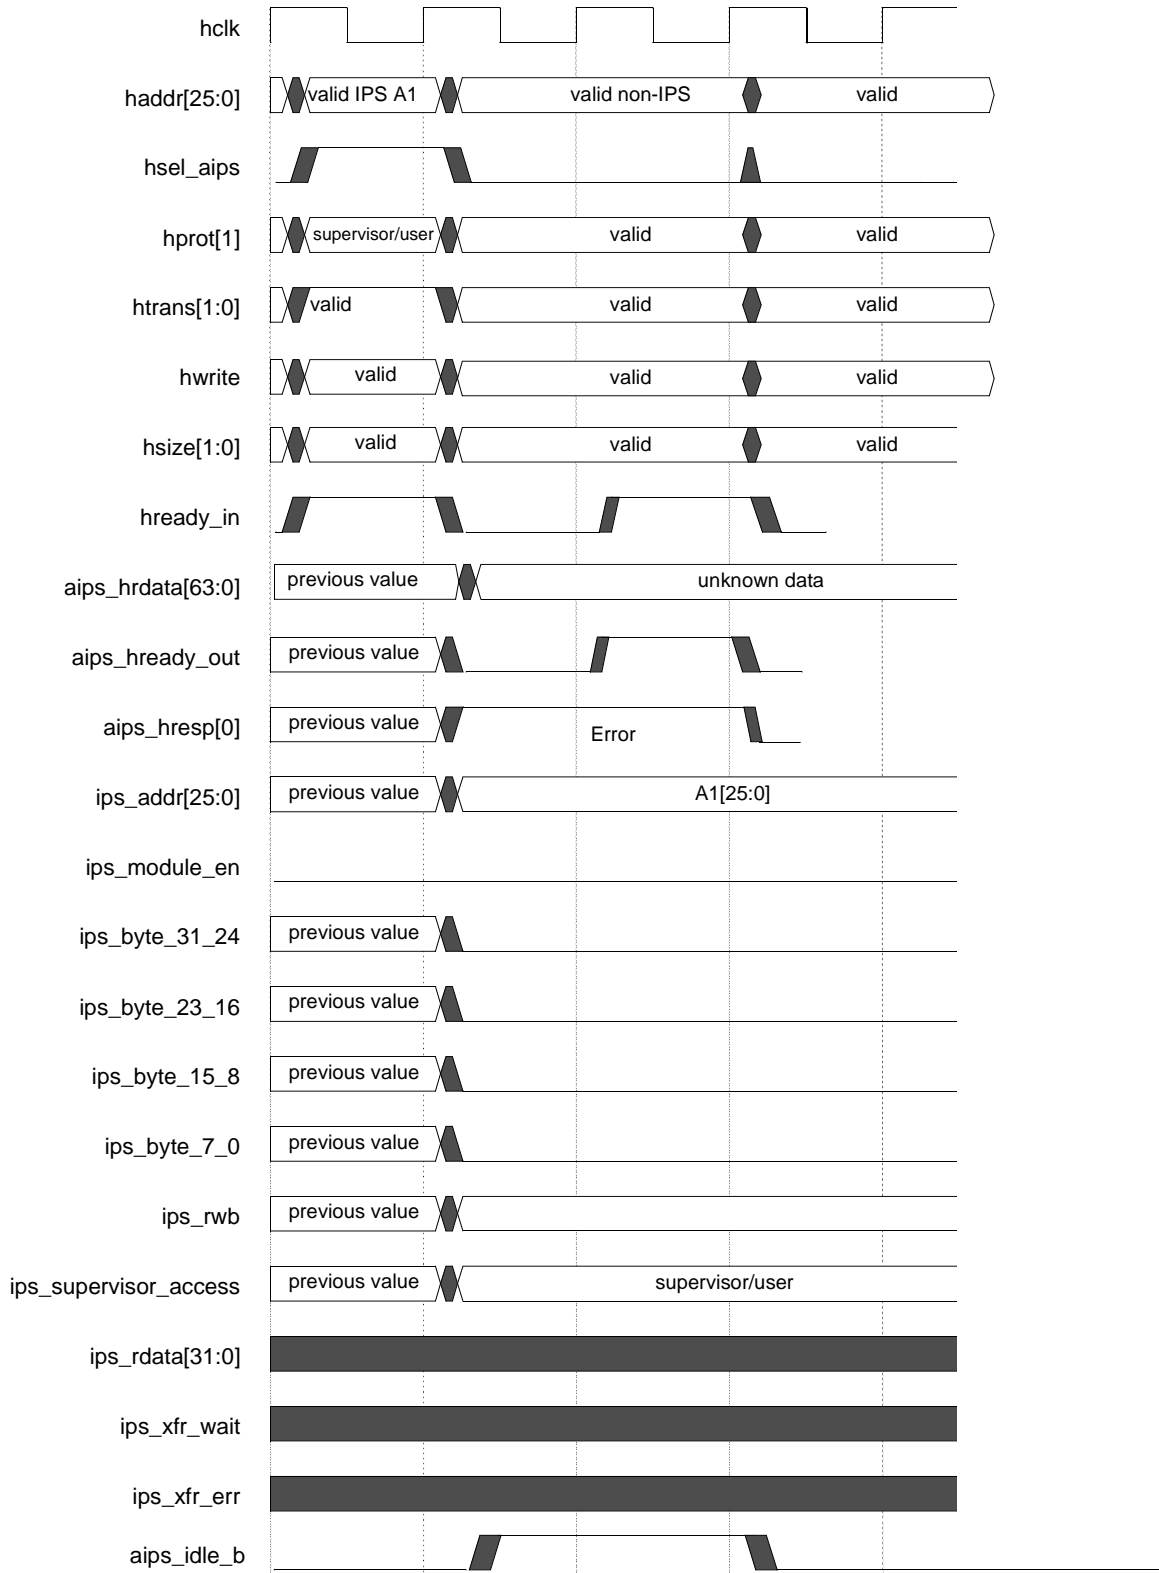 hclk
haddr[25:0] valid IPS A1 valid non-IPS valid
hsel_aips
hprot[1] supervisor/user valid valid
htrans[1:0] valid valid valid
hwrite valid valid valid
hsize[1:0] valid valid valid
hready_in
aips_hrdata[63:0] previous value unknown data
aips_hready_out previous value
aips_hresp[0] previous value Error
ips_addr[25:0] previous value A1[25:0]
ips_module_en
ips_byte_31_24 previous value
ips_byte_23_16 previous value
ips_byte_15_8 previous value
ips_byte_7_0 previous value
ips_rwb previous value
ips_supervisor_access previous value supervisor/user
ips_rdata[31:0]
ips_xfr_wait
ips_xfr_err
aips_idle_b